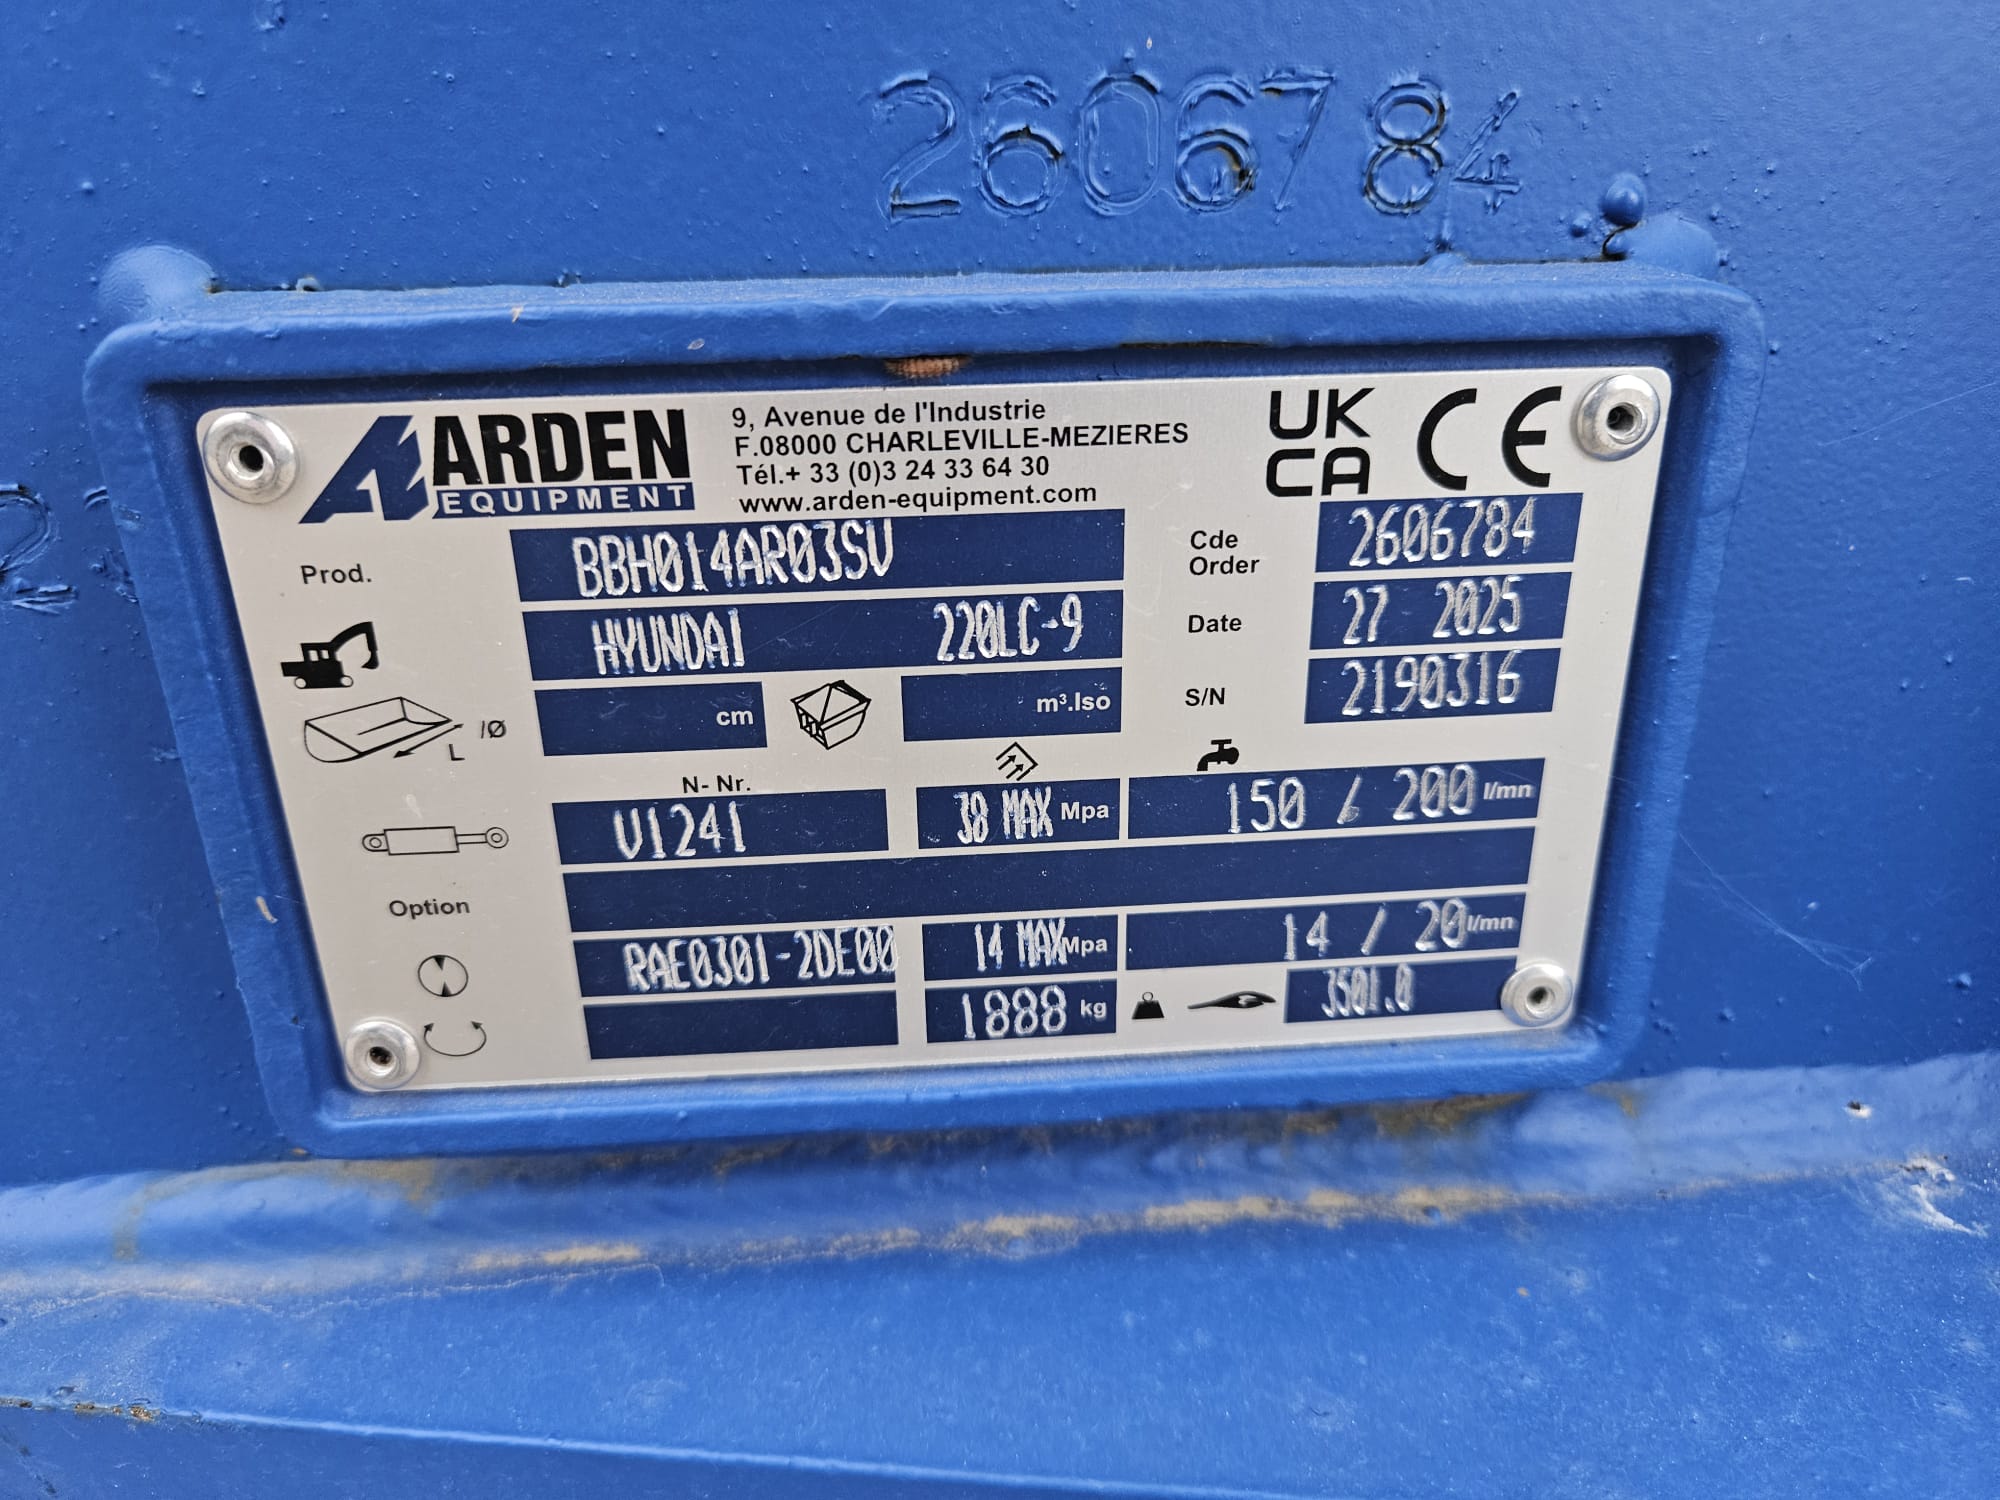 2606784
ARDEN
EQUIPMENT
9, Avenue de l'Industrie
F.08000 CHARLEVILLE-MEZIERES
Tél.+ 33 (0)3 24 33 64 30
www.arden-equipment.com
UK
CA CE
Prod. BBH014AR03SV
Cde
Order 2606784
HYUNDAI 220LC-9
Date 27 2025
L /Ø cm m³.Iso
S/N 2190316
N- Nr.
V1241 38 MAX Mpa 150 / 200 l/mn
Option
RAE0301-2DE00 14 MAX Mpa 14 / 20 l/mn
1888 kg 3501.0